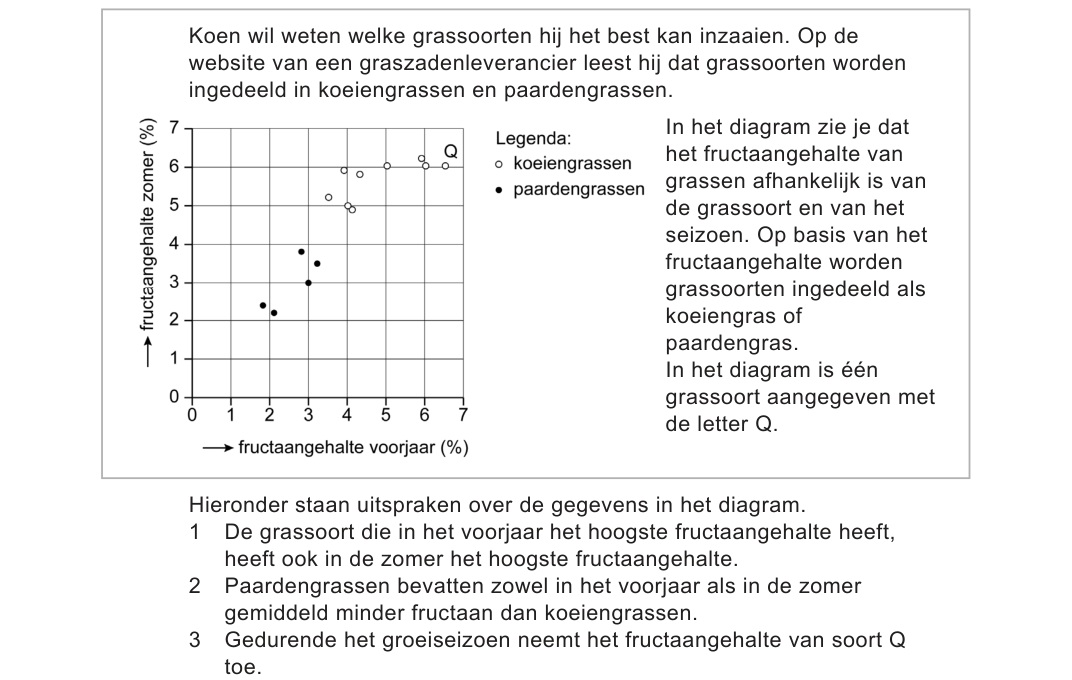 Koen wil weten welke grassoorten hij het best kan inzaaien. Op de
website van een graszadenleverancier leest hij dat grassoorten worden
ingedeeld in koeiengrassen en paardengrassen.
fructaangehalte zomer (%)
7
6
5
4
3
2
1
0
Q
0 1 2 3 4 5 6 7
fructaangehalte voorjaar (%)
Legenda:
koeiengrassen
paardengrassen
In het diagram zie je dat
het fructaangehalte van
grassen afhankelijk is van
de grassoort en van het
seizoen. Op basis van het
fructaangehalte worden
grassoorten ingedeeld als
koeiengras of
paardengras.
In het diagram is één
grassoort aangegeven met
de letter Q.
Hieronder staan uitspraken over de gegevens in het diagram.
1 De grassoort die in het voorjaar het hoogste fructaangehalte heeft,
heeft ook in de zomer het hoogste fructaangehalte.
2 Paardengrassen bevatten zowel in het voorjaar als in de zomer
gemiddeld minder fructaan dan koeiengrassen.
3 Gedurende het groeiseizoen neemt het fructaangehalte van soort Q
toe.